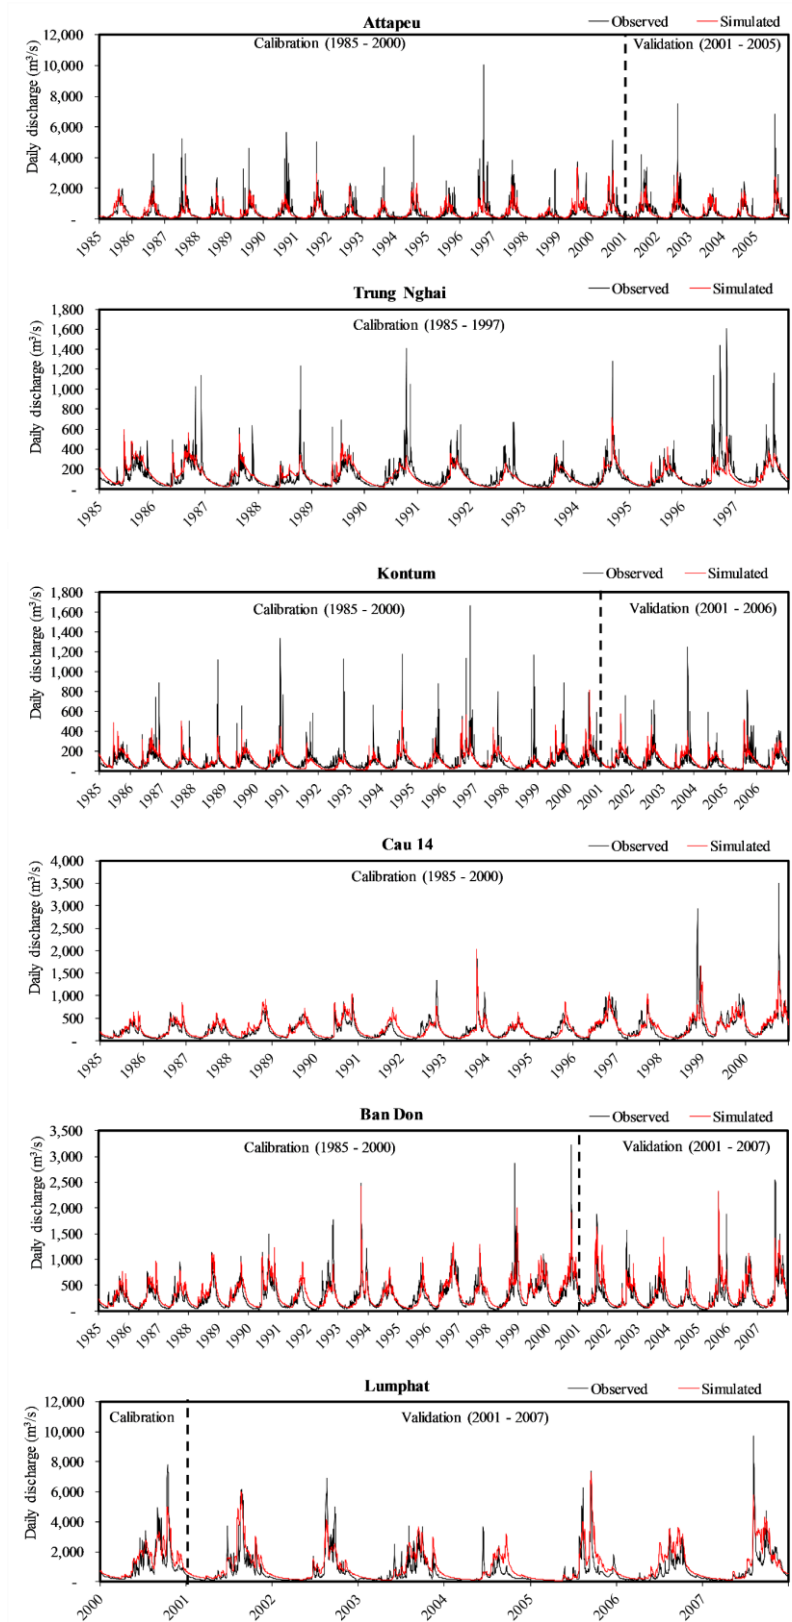 Attapeu
Observed Simulated
Daily discharge (m³/s)
12,000
10,000
8,000
6,000
4,000
2,000
-
Calibration (1985 - 2000)
Validation (2001 - 2005)
1985 1986 1987 1988 1989 1990 1991 1992 1993 1994 1995 1996 1997 1998 1999 2000 2001 2002 2003 2004 2005
Trung Nghai
Observed Simulated
Daily discharge (m³/s)
1,800
1,600
1,400
1,200
1,000
800
600
400
200
-
Calibration (1985 - 1997)
1985 1986 1987 1988 1989 1990 1991 1992 1993 1994 1995 1996 1997
Kontum
Observed Simulated
Daily discharge (m³/s)
1,800
1,600
1,400
1,200
1,000
800
600
400
200
-
Calibration (1985 - 2000)
Validation (2001 - 2006)
1985 1986 1987 1988 1989 1990 1991 1992 1993 1994 1995 1996 1997 1998 1999 2000 2001 2002 2003 2004 2005 2006
Cau 14
Observed Simulated
Daily discharge (m³/s)
4,000
3,500
3,000
2,500
2,000
1,500
1,000
500
-
Calibration (1985 - 2000)
1985 1986 1987 1988 1989 1990 1991 1992 1993 1994 1995 1996 1997 1998 1999 2000
Ban Don
Observed Simulated
Daily discharge (m³/s)
3,500
3,000
2,500
2,000
1,500
1,000
500
-
Calibration (1985 - 2000)
Validation (2001 - 2007)
1985 1986 1987 1988 1989 1990 1991 1992 1993 1994 1995 1996 1997 1998 1999 2000 2001 2002 2003 2004 2005 2006 2007
Lumphat
Observed Simulated
Daily discharge (m³/s)
12,000
10,000
8,000
6,000
4,000
2,000
-
Calibration
Validation (2001 - 2007)
2000 2001 2002 2003 2004 2005 2006 2007